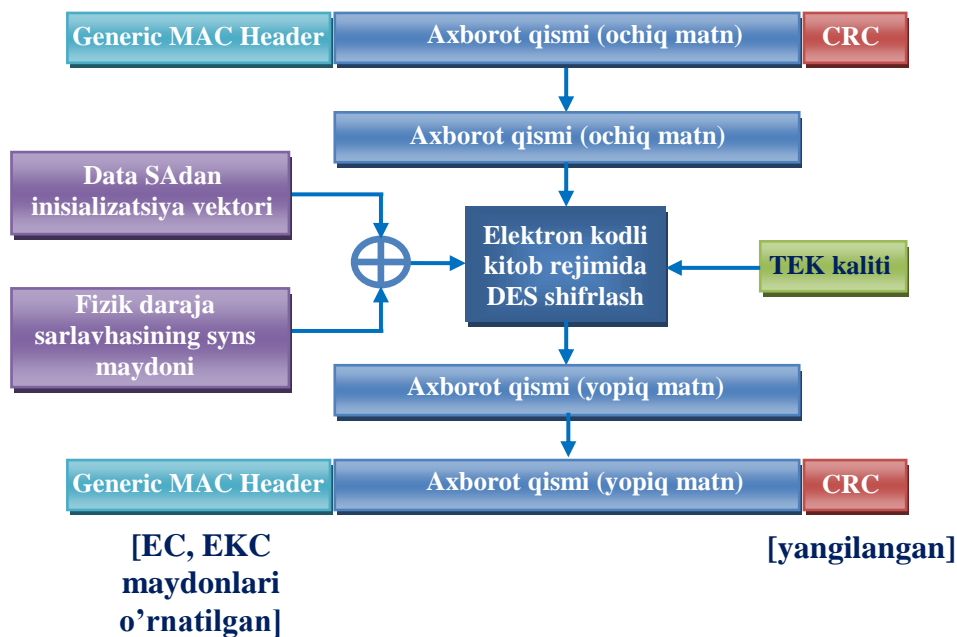 Generic MAC Header
Axborot qismi (ochiq matn)
CRC
Axborot qismi (ochiq matn)
Data SAdan
inisializatsiya vektori
Elektron kodli
kitob rejimida
DES shifrlash
TEK kaliti
Fizik daraja
sarlavhasining syns
maydoni
Axborot qismi (yopiq matn)
Generic MAC Header
Axborot qismi (yopiq matn)
CRC
[EC, EKC
maydonlari
o’rnatilgan]
[yangilangan]